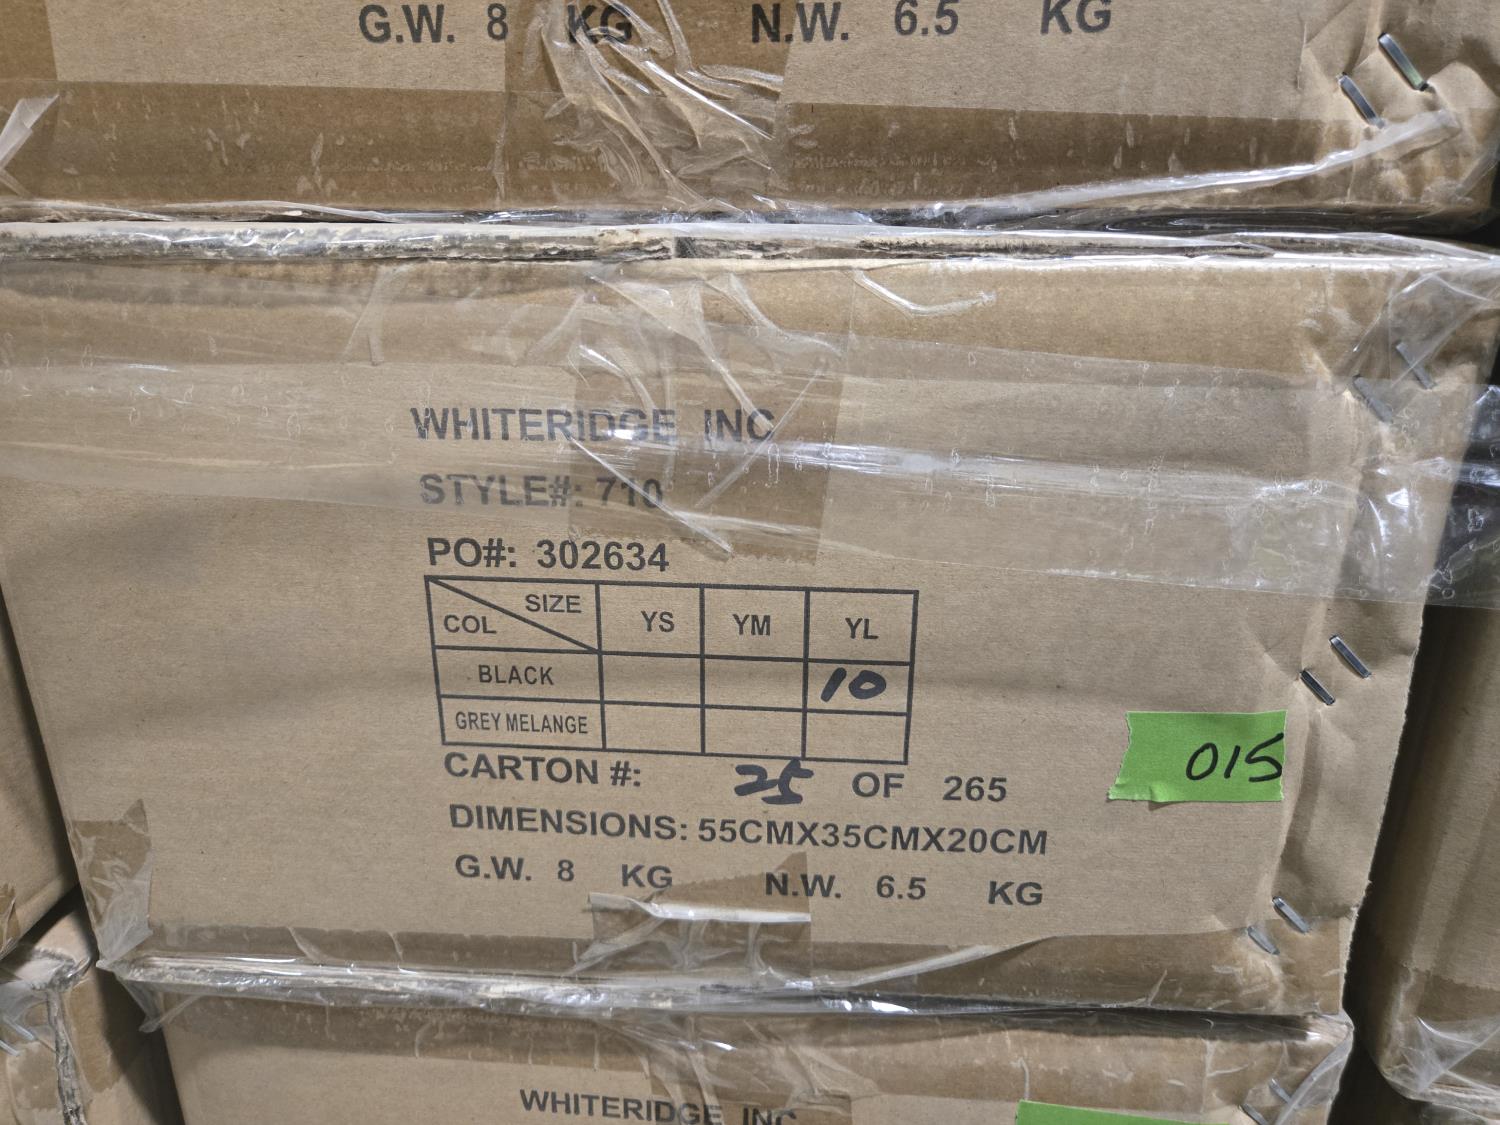 G.W. 8 KG N.W. 6.5 KG
WHITERIDGE INC
STYLE#: 710
PO#: 302634
SIZE
COL YS YM YL
BLACK 10
GREY MELANGE
CARTON #: 25 OF 265
015
DIMENSIONS: 55CMX35CMX20CM
G.W. 8 KG N.W. 6.5 KG
WHITERIDGE INC